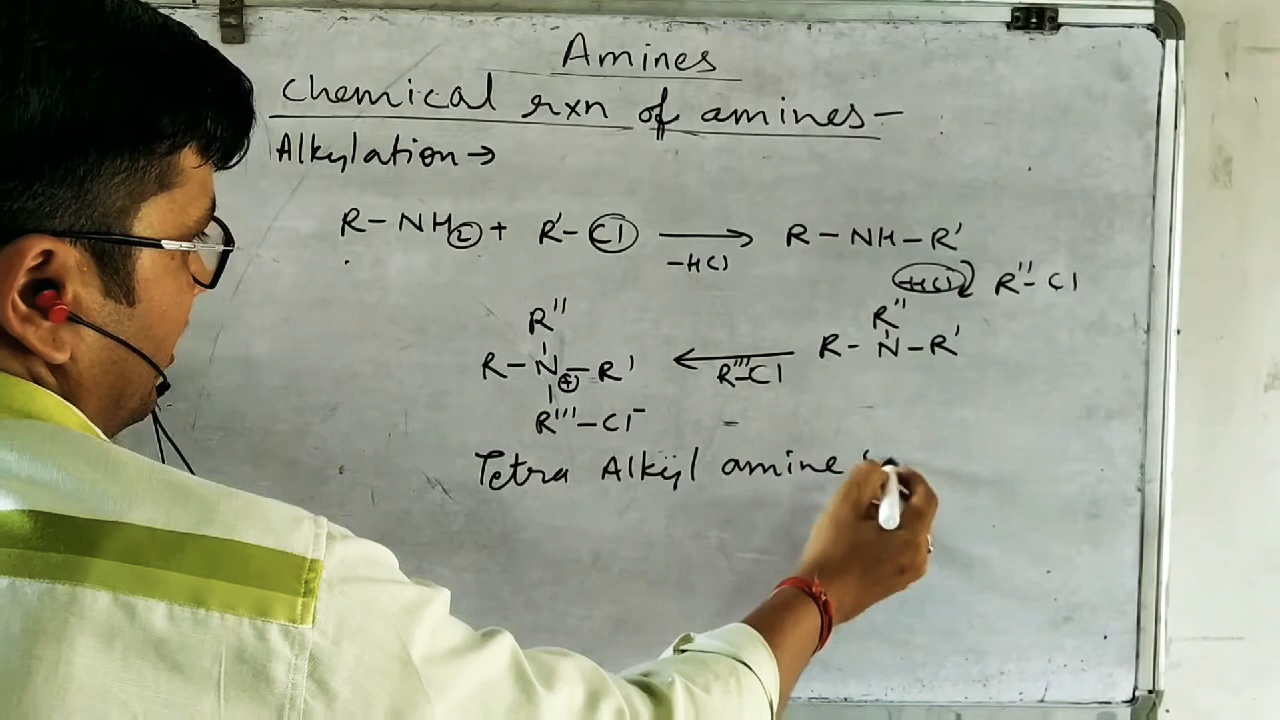 Amines
Chemical rxn of amines-
Alkylation →
R - NH2 + R' - Cl → R - NH - R'
-HCl
-HCl R'' - Cl
R'' R''
R - N - R' ← R - N - R'
⊕ R''' - Cl
R''' - Cl⁻
Tetra Alkyl amine